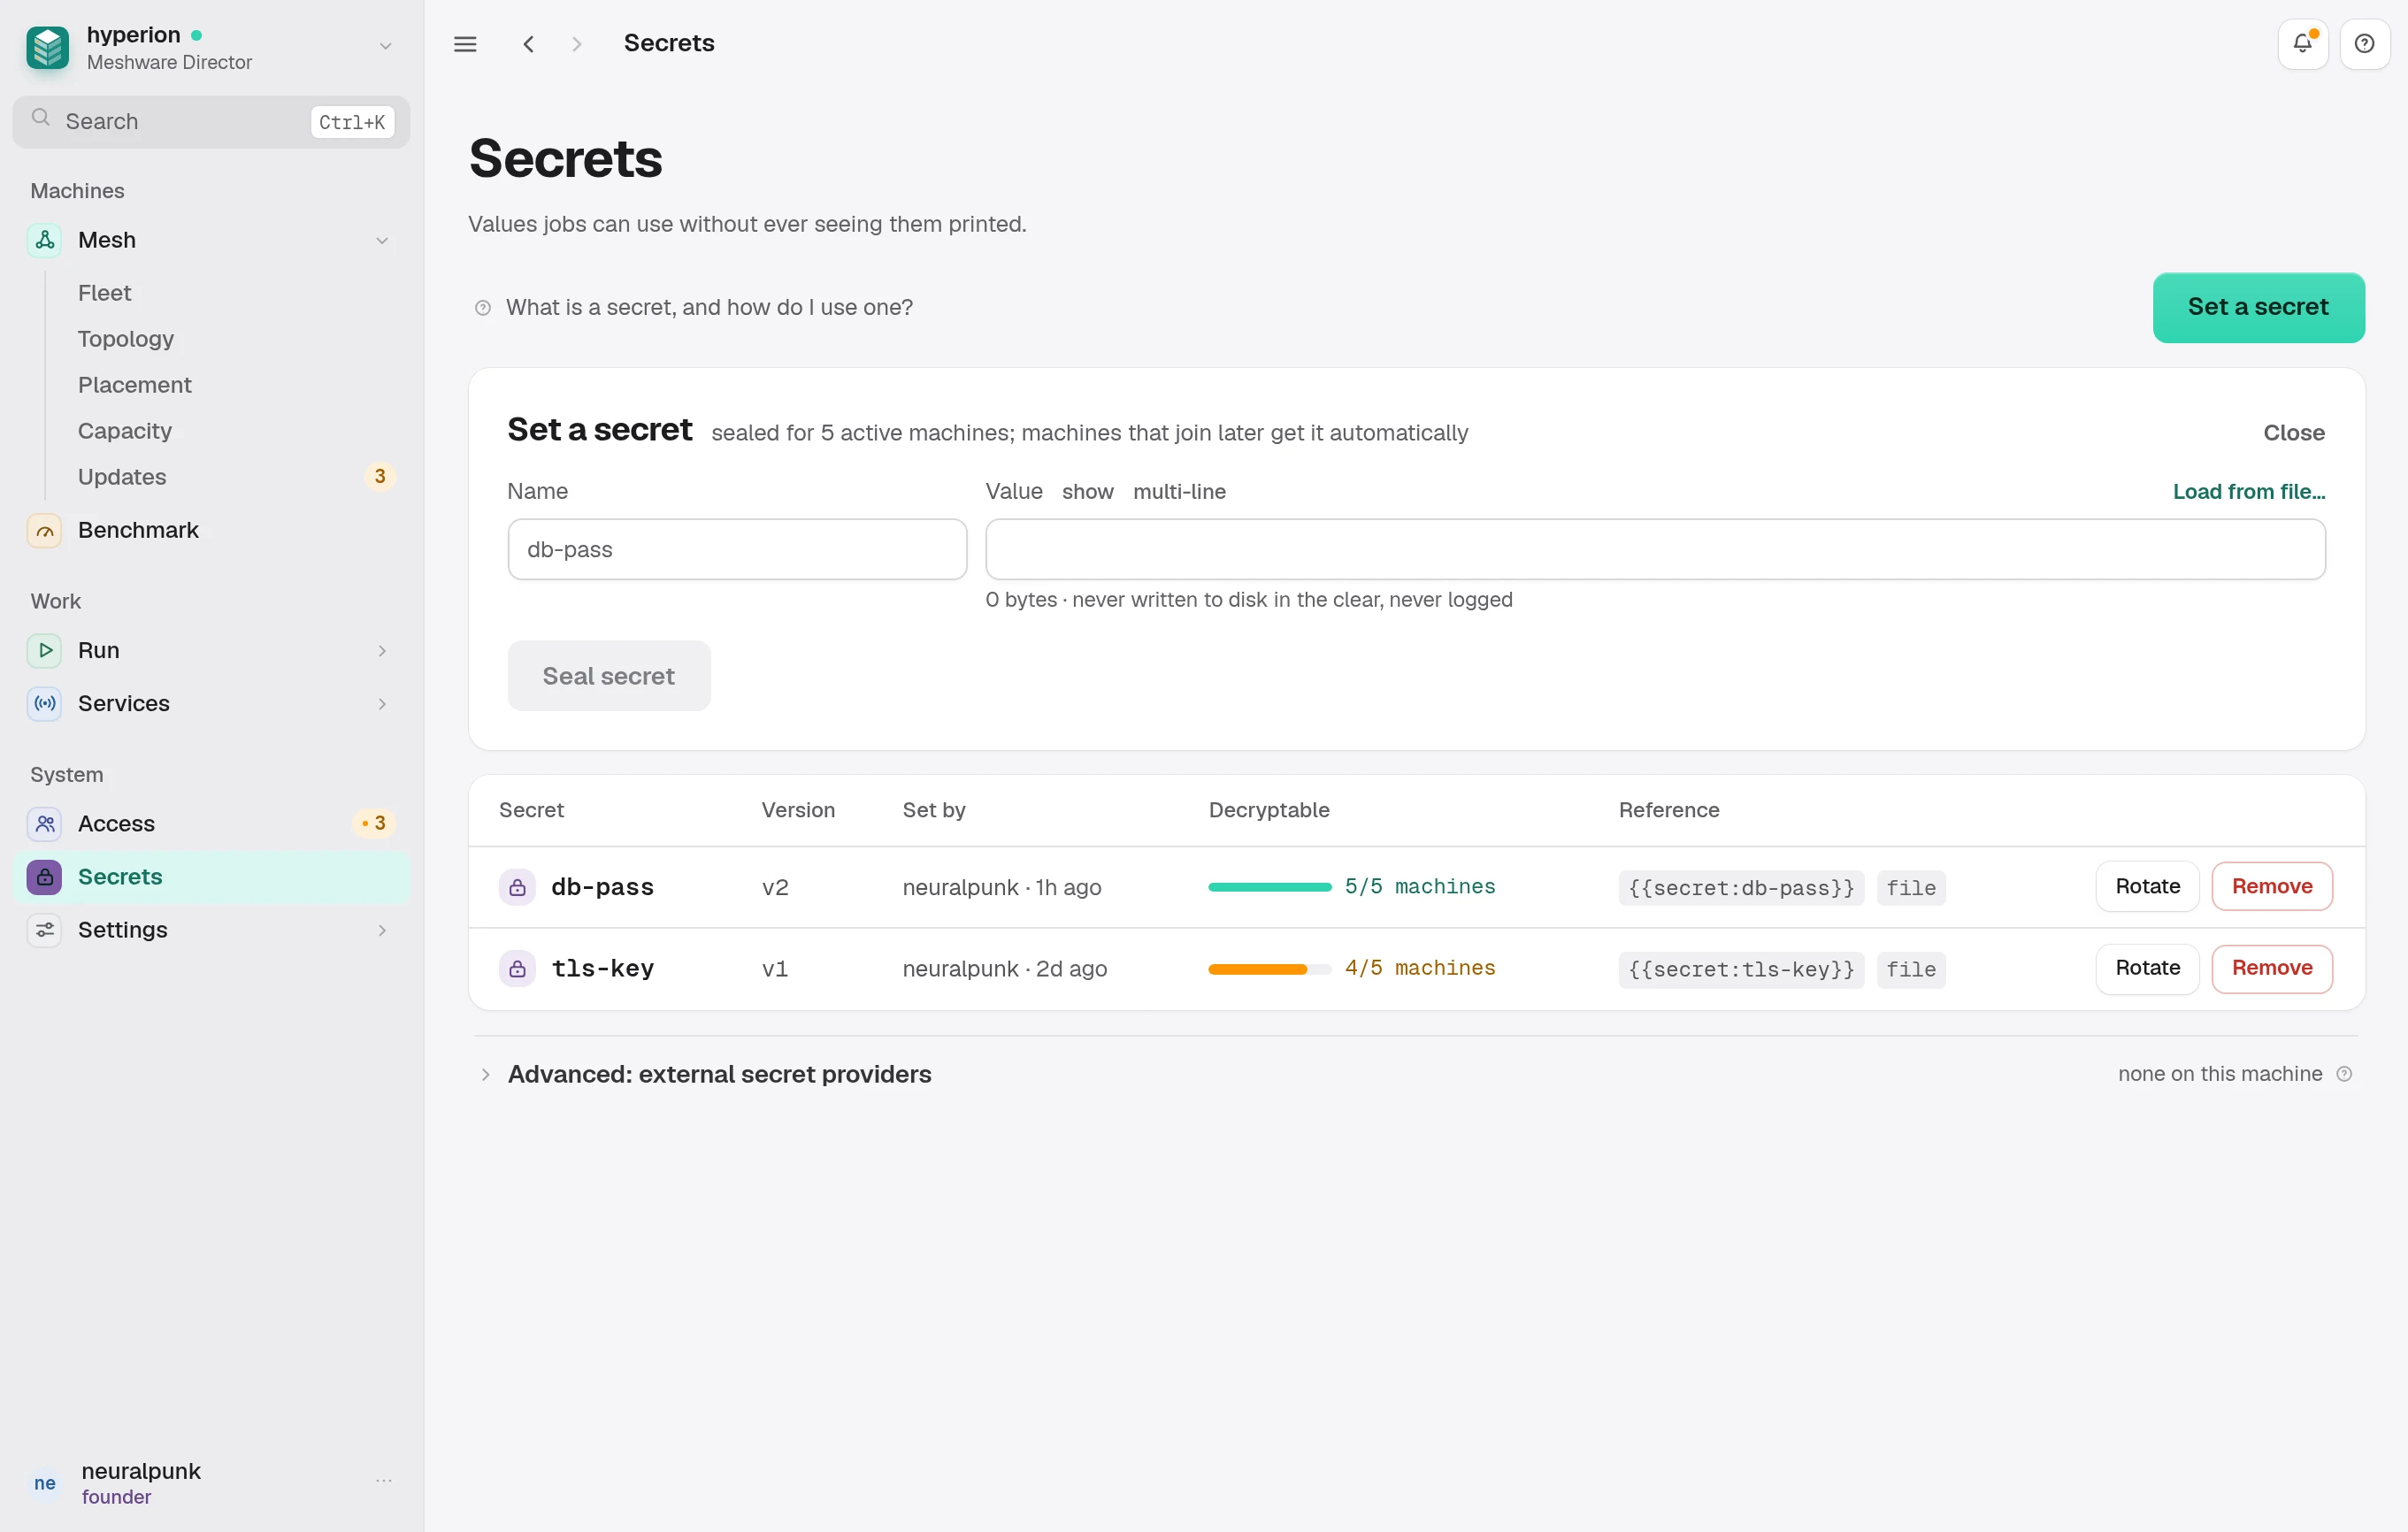 hyperion
Meshware Director
Search Ctrl+K
Machines
Mesh
Fleet
Topology
Placement
Capacity
Updates 3
Benchmark
Work
Run
Services
System
Access • 3
Secrets
Settings
ne
neuralpunk
founder
...
Secrets
Secrets
Values jobs can use without ever seeing them printed.
What is a secret, and how do I use one?
Set a secret
Set a secret sealed for 5 active machines; machines that join later get it automatically Close
Name
Value show multi-line Load from file...
db-pass
0 bytes · never written to disk in the clear, never logged
Seal secret
Secret Version Set by Decryptable Reference
db-pass v2 neuralpunk · 1h ago 5/5 machines {{secret:db-pass}} file Rotate Remove
tls-key v1 neuralpunk · 2d ago 4/5 machines {{secret:tls-key}} file Rotate Remove
Advanced: external secret providers none on this machine